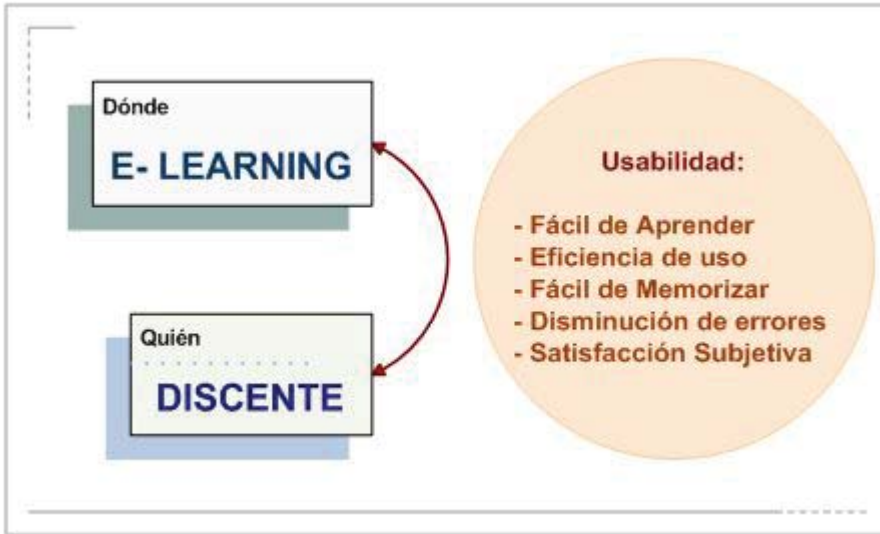 Dónde
E- LEARNING
Quién
DISCENTE
Usabilidad:
- Fácil de Aprender
- Eficiencia de uso
- Fácil de Memorizar
- Disminución de errores
- Satisfacción Subjetiva